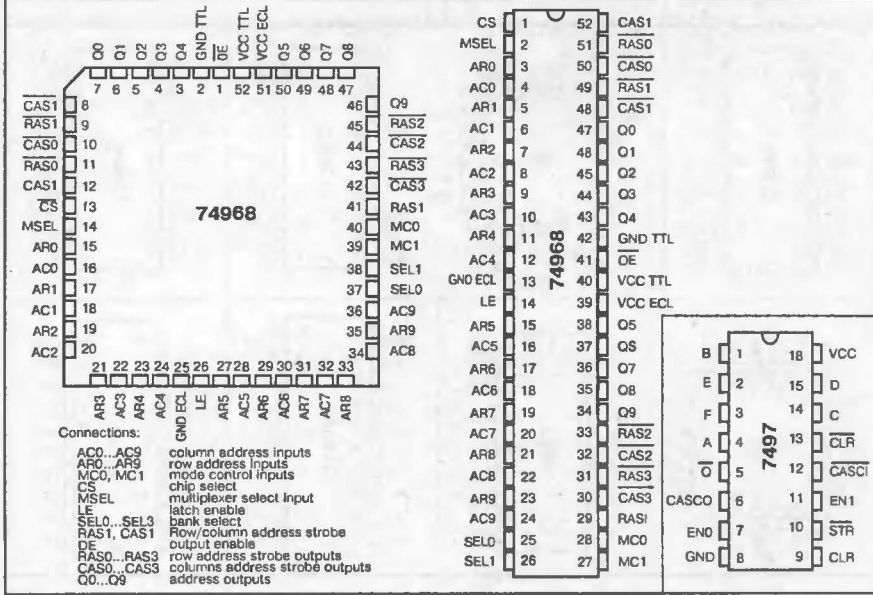 Q0 Q1 Q2 Q3 Q4 GND TTL OE VCC TTL VCC ECL Q5 Q6 Q7 Q8
7 6 5 4 3 2 1 52 51 50 49 48 47
CAS1 8
RAS1 9
CAS0 10
RAS0 11
CAS1 12
CS 13
MSEL 14
AR0 15
AC0 16
AR1 17
AC1 18
AR2 19
AC2 20
74968
46 Q9
45 RAS2
44 CAS2
43 RAS3
42 CAS3
41 RAS1
40 MC0
39 MC1
38 SEL1
37 SEL0
36 AC9
35 AR9
34 AC8
21 22 23 24 25 26 27 28 29 30 31 32 33
AR3 AC3 AR4 AC4 GND ECL LE AR5 AC5 AR6 AC6 AR7 AC7 AR8
Connections:
AC0...AC9 column address inputs
AR0...AR9 row address inputs
MC0, MC1 mode control inputs
CS chip select
MSEL multiplexer select input
LE latch enable
SEL0...SEL3 bank select
RAS1, CAS1 Row/column address strobe
OE output enable
RAS0...RAS3 row address strobe outputs
CAS0...CAS3 columns address strobe outputs
Q0...Q9 address outputs
CS 1 52 CAS1
MSEL 2 51 RAS0
AR0 3 50 CAS0
AC0 4 49 RAS1
AR1 5 48 CAS1
AC1 6 47 Q0
AR2 7 48 Q1
AC2 8 45 Q2
AR3 9 44 Q3
AC3 10 43 Q4
AR4 11 42 GND TTL
AC4 12 41 OE
GND ECL 13 40 VCC TTL
LE 14 39 VCC ECL
AR5 15 38 Q5
AC5 16 37 QS
AR6 17 36 Q7
AC6 18 35 Q8
AR7 19 34 Q9
AC7 20 33 RAS2
AR8 21 32 CAS2
AC8 22 31 RAS3
AR9 23 30 CAS3
AC9 24 29 RASI
SEL0 25 28 MC0
SEL1 26 27 MC1
74968
B 1 18 VCC
E 2 15 D
F 3 14 C
A 4 13 CLR
O 5 12 CASCI
CASCO 6 11 EN1
EN0 7 10 STR
GND 8 9 CLR
7497